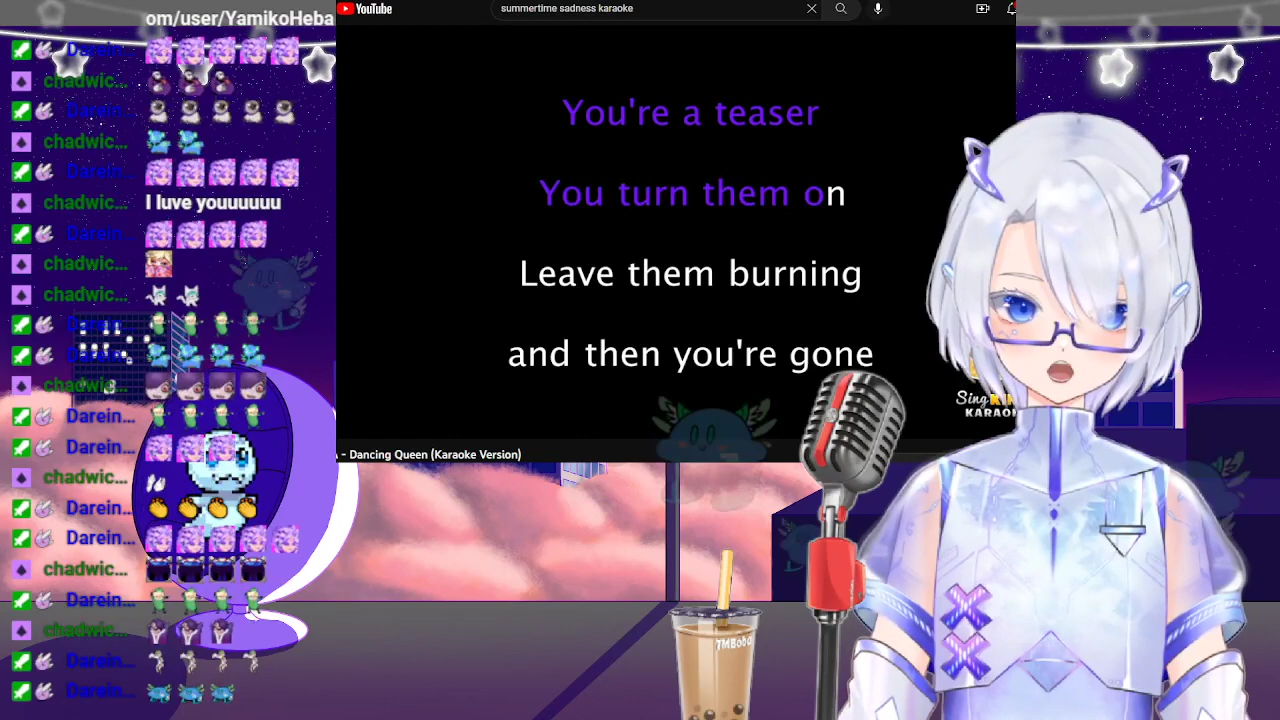 om/user/YamikoHeba
YouTube
summertime sadness karaoke
Darein...
chadwic...
Darein...
chadwic...
Darein...
chadwic... I luve youuuuuu
Darein...
chadwic...
chadwic...
Darein...
Darein...
chadwic...
Darein...
Darein...
chadwic...
Darein...
Darein...
chadwic...
Darein...
chadwic...
Darein...
Darein...
You're a teaser
You turn them on
Leave them burning
and then you're gone
Sing
KARAO
- Dancing Queen (Karaoke Version)
TMBoba